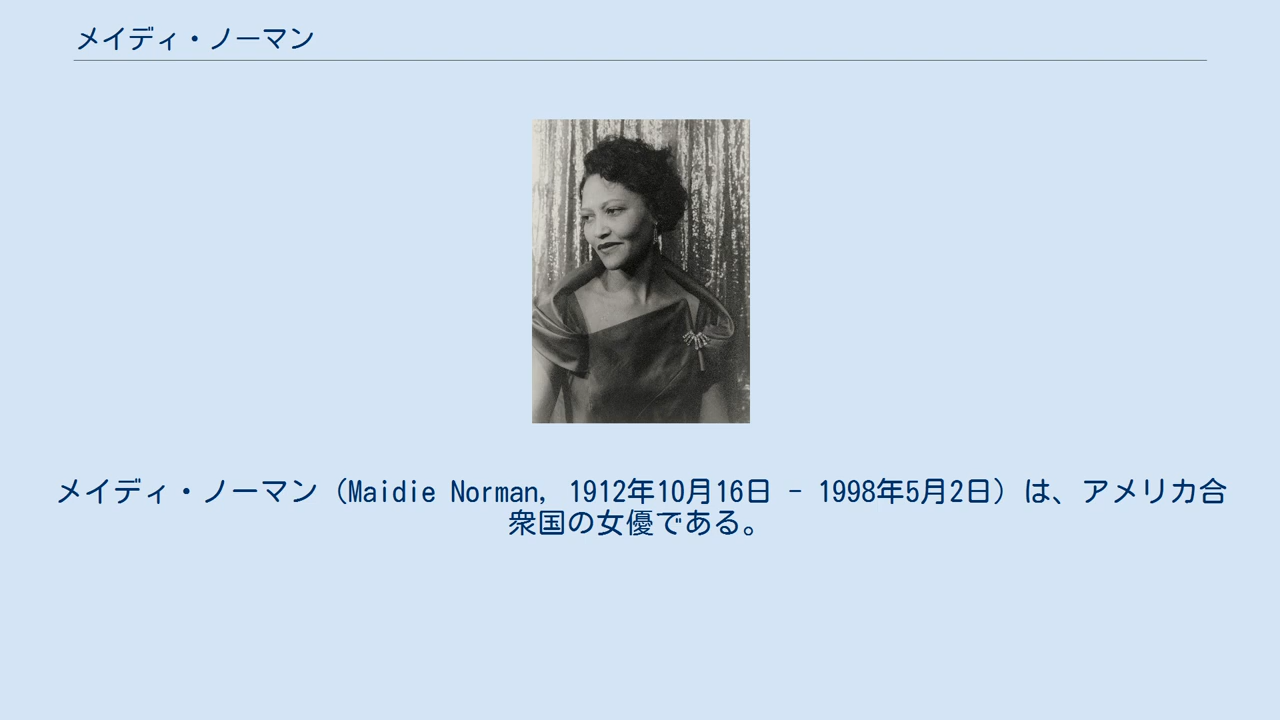 メイディ・ノーマン
メイディ・ノーマン（Maidie Norman, 1912年10月16日 - 1998年5月2日）は、アメリカ合
衆国の女優である。